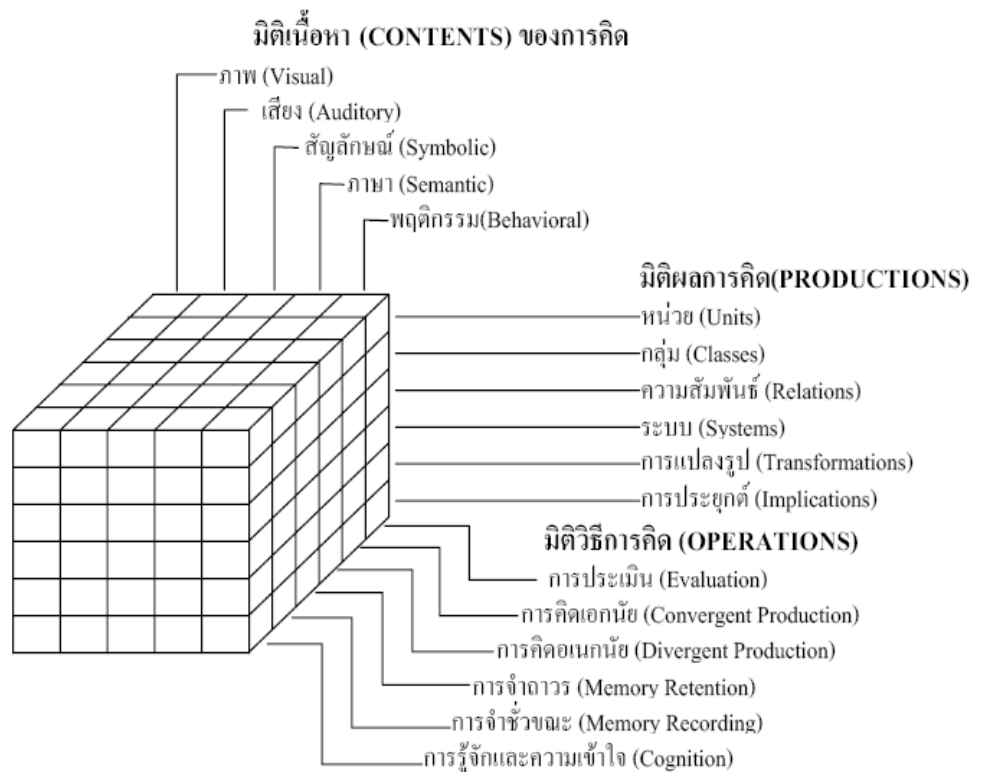 มิติเนื้อหา (CONTENTS) ของการคิด
ภาพ (Visual)
เสียง (Auditory)
สัญลักษณ์ (Symbolic)
ภาษา (Semantic)
พฤติกรรม(Behavioral)
มิติผลการคิด(PRODUCTIONS)
หน่วย (Units)
กลุ่ม (Classes)
ความสัมพันธ์ (Relations)
ระบบ (Systems)
การแปลงรูป (Transformations)
การประยุกต์ (Implications)
มิติวิธีการคิด (OPERATIONS)
การประเมิน (Evaluation)
การคิดเอกนัย (Convergent Production)
การคิดอเนกนัย (Divergent Production)
การจำถาวร (Memory Retention)
การจำชั่วขณะ (Memory Recording)
การรู้จักและความเข้าใจ (Cognition)